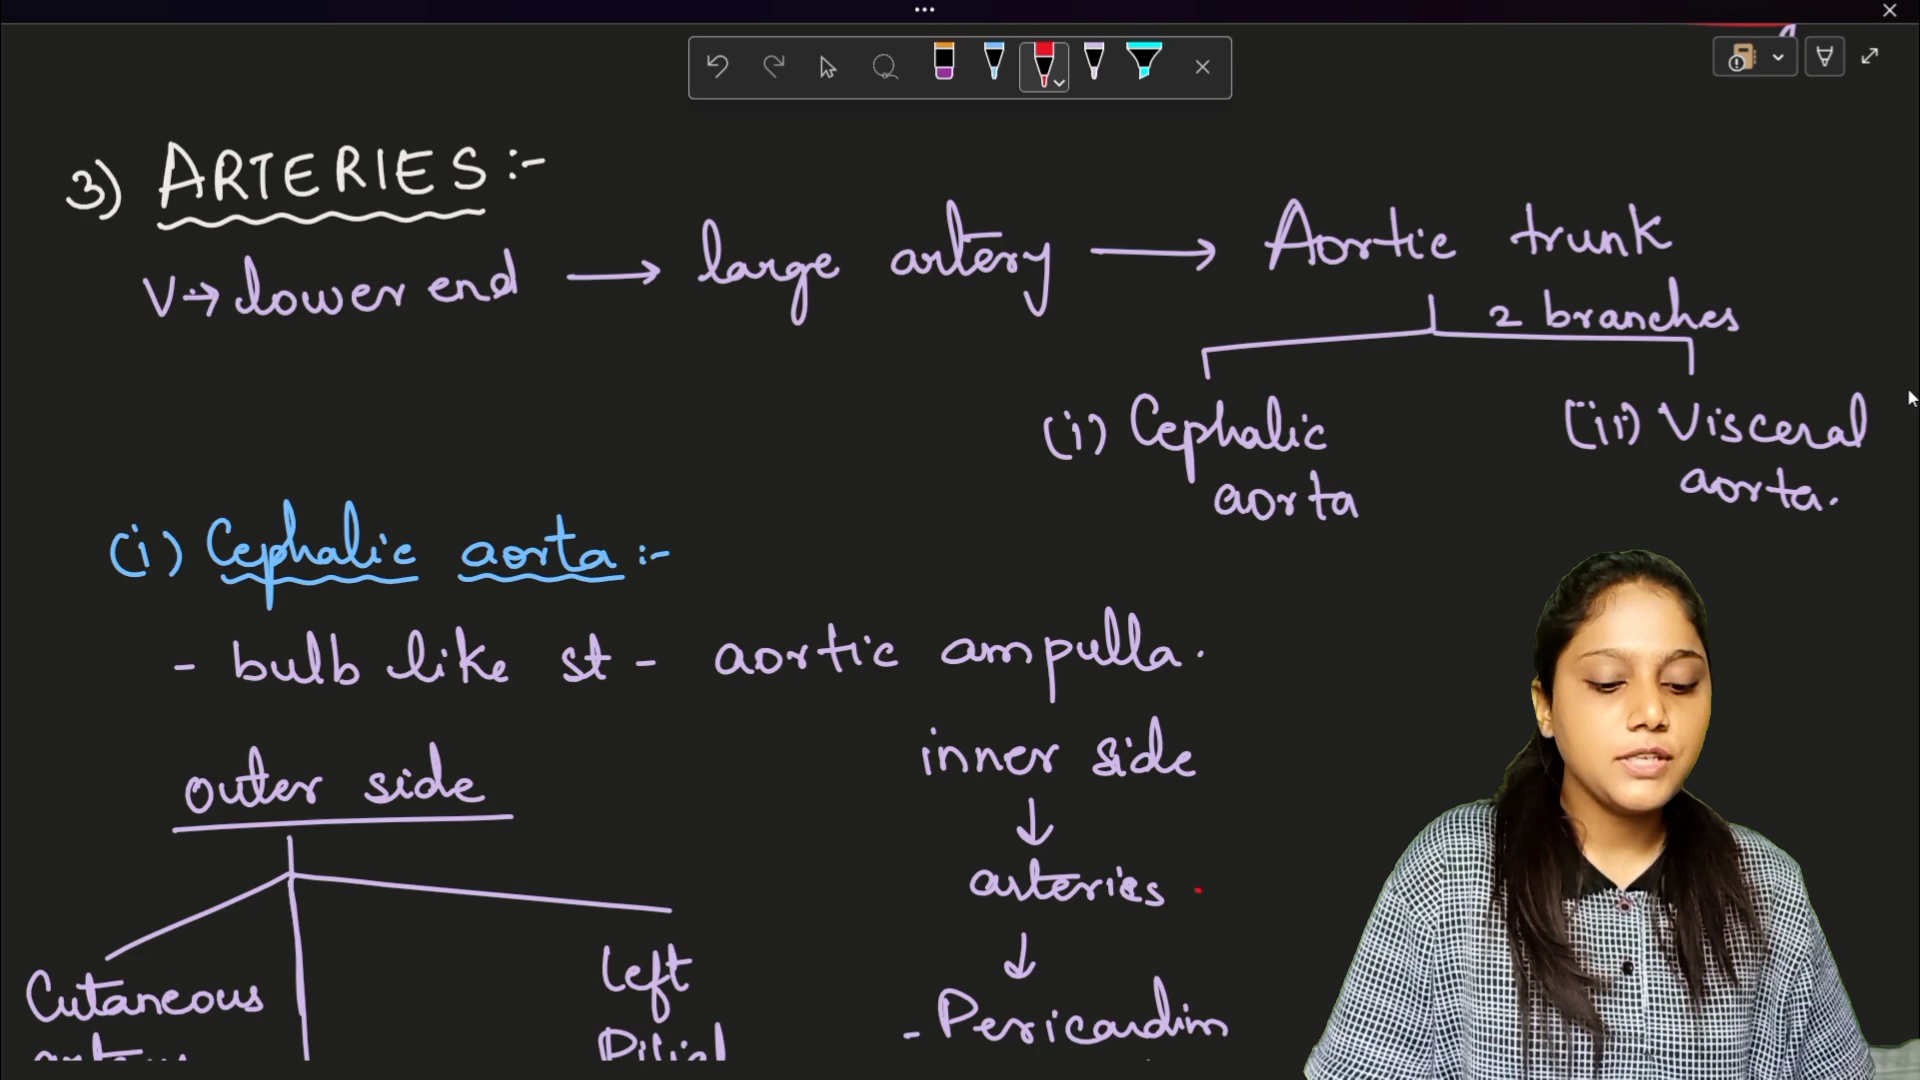 3) ARTERIES :-
V → lower end → large artery → Aortic trunk
2 branches
(i) Cephalic aorta
(ii) Visceral aorta.
(i) Cephalic aorta :-
- bulb like st - aortic ampulla.
outer side
inner side
↓
arteries
↓
Cutaneous
Left
- Pericardim